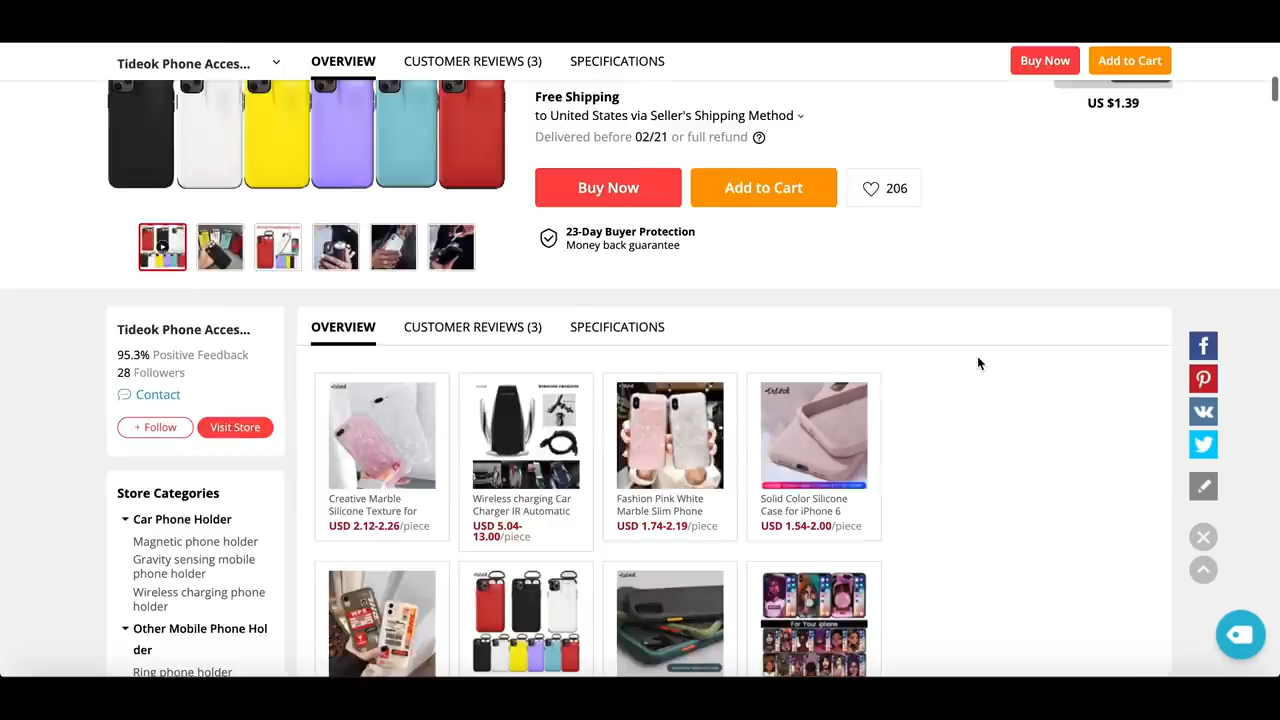 Tideok Phone Acces...
OVERVIEW
CUSTOMER REVIEWS (3)
SPECIFICATIONS
Buy Now
Add to Cart
Free Shipping
to United States via Seller's Shipping Method
Delivered before 02/21 or full refund
US $1.39
Buy Now
Add to Cart
206
23-Day Buyer Protection
Money back guarantee
Tideok Phone Acces...
95.3% Positive Feedback
28 Followers
Contact
+ Follow
Visit Store
Store Categories
Car Phone Holder
Magnetic phone holder
Gravity sensing mobile
phone holder
Wireless charging phone
holder
Other Mobile Phone Hol
der
Ring phone holder
OVERVIEW
CUSTOMER REVIEWS (3)
SPECIFICATIONS
Creative Marble
Silicone Texture for
USD 2.12-2.26/piece
WIRELESS CHARGING
Wireless charging Car
Charger IR Automatic
USD 5.04-
13.00/piece
Fashion Pink White
Marble Slim Phone
USD 1.74-2.19/piece
Tideok
Solid Color Silicone
Case for iPhone 6
USD 1.54-2.00/piece
For Your iphone